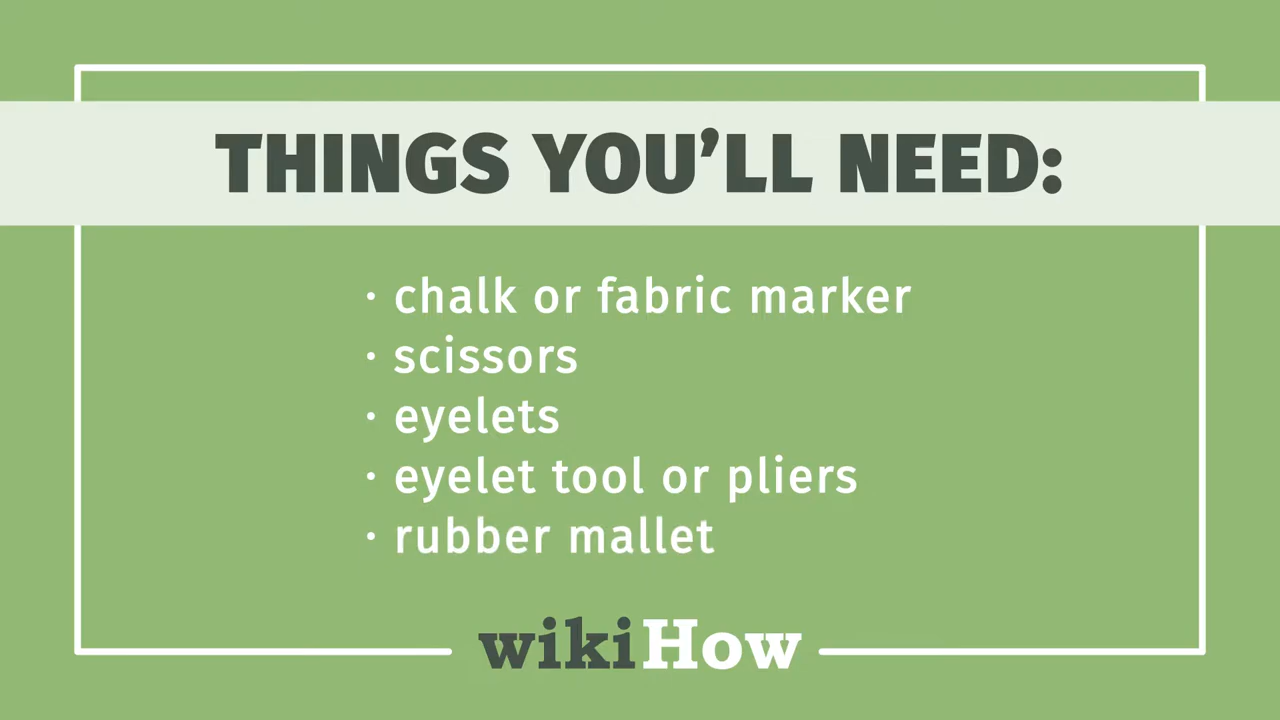 THINGS YOU’LL NEED:
· chalk or fabric marker
· scissors
· eyelets
· eyelet tool or pliers
· rubber mallet
wikiHow